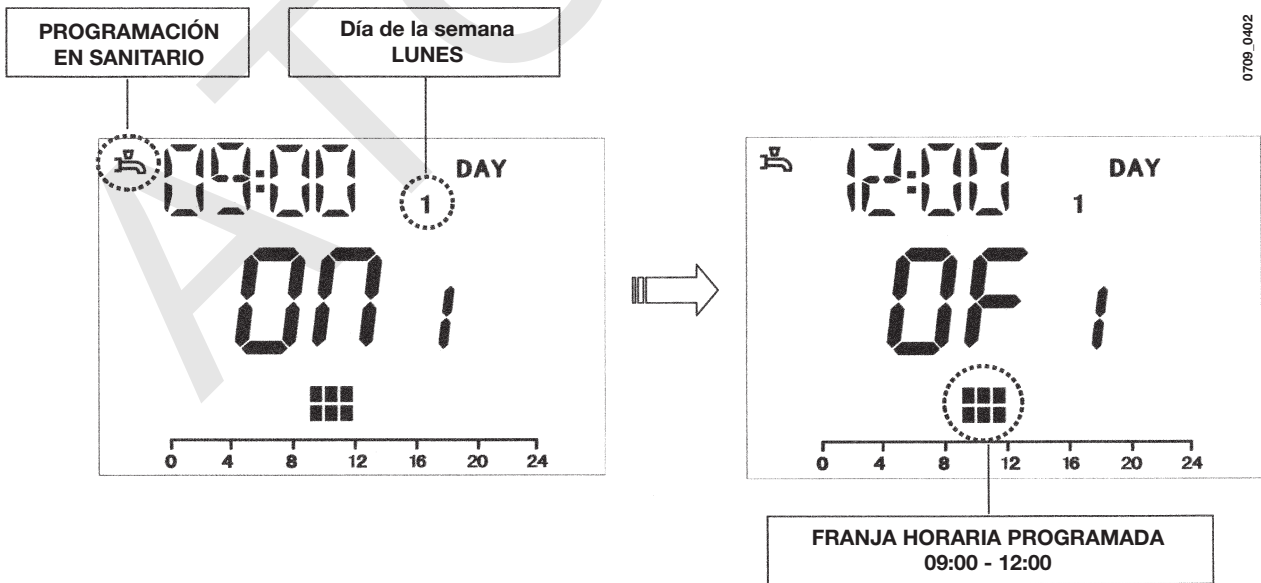 PROGRAMACIÓN
EN SANITARIO
Día de la semana
LUNES
0709_0402
09:00
DAY
1
ON 1
0 4 8 12 16 20 24
12:00
DAY
1
OF 1
0 4 8 12 16 20 24
FRANJA HORARIA PROGRAMADA
09:00 - 12:00